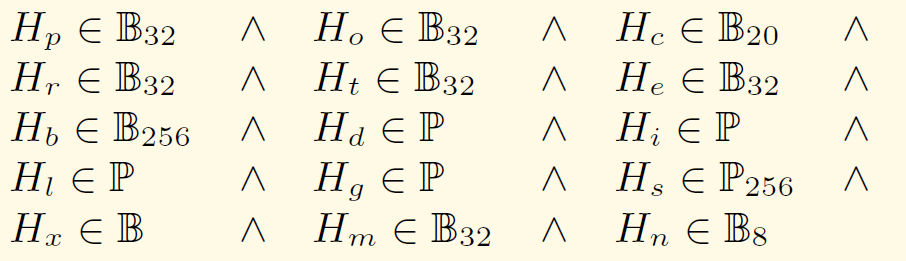 H_p ∈ 𝔹_32 ∧ H_o ∈ 𝔹_32 ∧ H_c ∈ 𝔹_20 ∧
H_r ∈ 𝔹_32 ∧ H_t ∈ 𝔹_32 ∧ H_e ∈ 𝔹_32 ∧
H_b ∈ 𝔹_256 ∧ H_d ∈ ℙ ∧ H_i ∈ ℙ ∧
H_l ∈ ℙ ∧ H_g ∈ ℙ ∧ H_s ∈ ℙ_256 ∧
H_x ∈ 𝔹 ∧ H_m ∈ 𝔹_32 ∧ H_n ∈ 𝔹_8